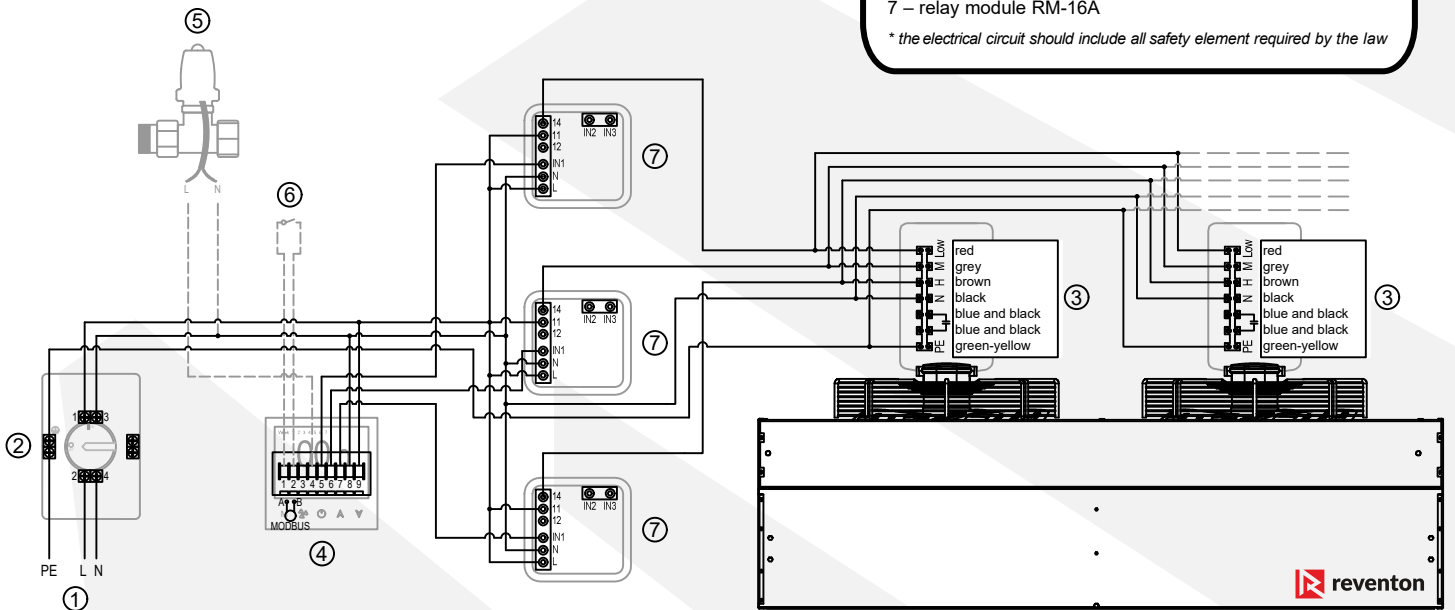 7 – relay module RM-16A
* the electrical circuit should include all safety element required by the law
5
L N
6
14
11
12
IN1
N
L
IN2 IN3
7
14
11
12
IN1
N
L
IN2 IN3
7
14
11
12
IN1
N
L
IN2 IN3
7
Low red
M grey
H brown
N black
blue and black
blue and black
PE green-yellow
3
Low red
M grey
H brown
N black
blue and black
blue and black
PE green-yellow
3
2
1 3
2 4
PE L N
1
1 2 3 4 5 6 7 8 9
A B
MODBUS
4
reventon